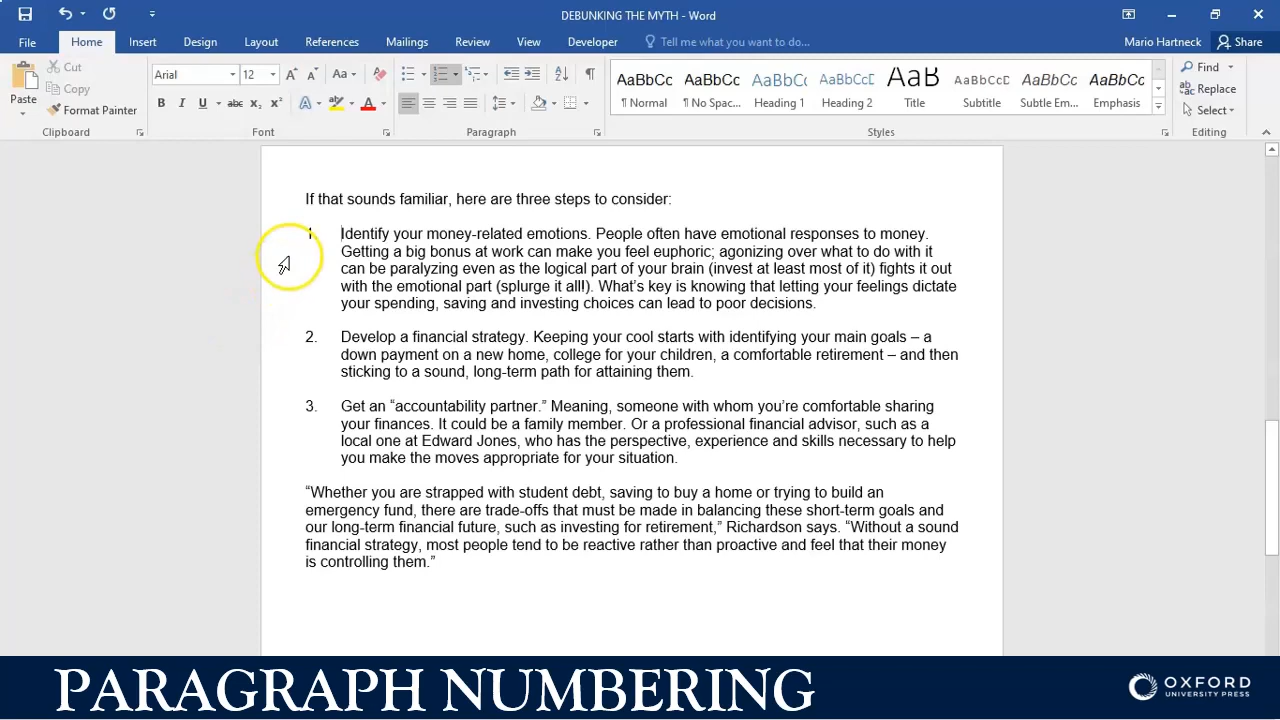 DEBUNKING THE MYTH - Word
File Home Insert Design Layout References Mailings Review View Developer Tell me what you want to do... Mario Hartneck Share
Cut
Copy
Paste
Format Painter
Clipboard
Arial 12
Aa
B I U abc x₂ x²
A ab A
Font
Paragraph
AaBbCc AaBbCc AaBbCc AaBbCcE AaB AaBbCcD AaBbCc AaBbCc
¶ Normal ¶ No Spac... Heading 1 Heading 2 Title Subtitle Subtle Em... Emphasis
Styles
Find
Replace
Select
Editing
If that sounds familiar, here are three steps to consider:
1. Identify your money-related emotions. People often have emotional responses to money.
Getting a big bonus at work can make you feel euphoric; agonizing over what to do with it
can be paralyzing even as the logical part of your brain (invest at least most of it) fights it out
with the emotional part (splurge it all!). What’s key is knowing that letting your feelings dictate
your spending, saving and investing choices can lead to poor decisions.
2. Develop a financial strategy. Keeping your cool starts with identifying your main goals – a
down payment on a new home, college for your children, a comfortable retirement – and then
sticking to a sound, long-term path for attaining them.
3. Get an “accountability partner.” Meaning, someone with whom you’re comfortable sharing
your finances. It could be a family member. Or a professional financial advisor, such as a
local one at Edward Jones, who has the perspective, experience and skills necessary to help
you make the moves appropriate for your situation.
“Whether you are strapped with student debt, saving to buy a home or trying to build an
emergency fund, there are trade-offs that must be made in balancing these short-term goals and
our long-term financial future, such as investing for retirement,” Richardson says. “Without a sound
financial strategy, most people tend to be reactive rather than proactive and feel that their money
is controlling them.”
PARAGRAPH NUMBERING
OXFORD
UNIVERSITY PRESS